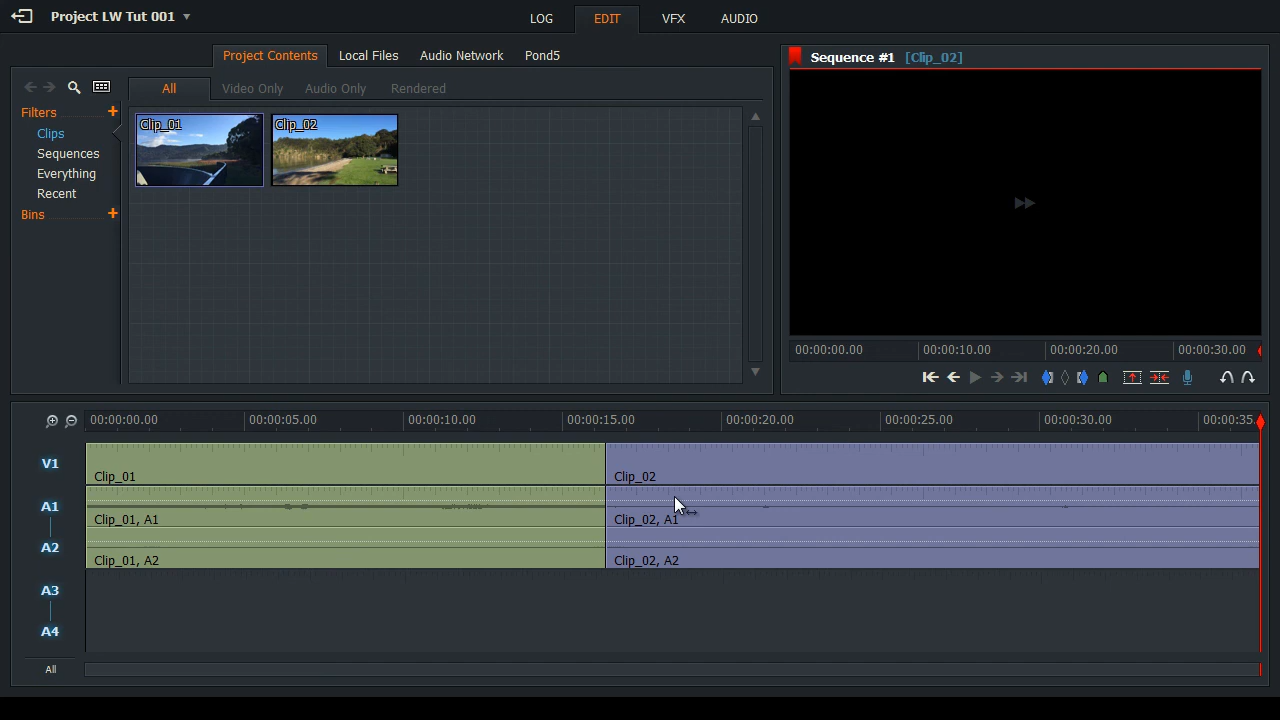 Project LW Tut 001
LOG EDIT VFX AUDIO
Project Contents Local Files Audio Network Pond5
Sequence #1 [Clip_02]
All Video Only Audio Only Rendered
Filters
Clips
Sequences
Everything
Recent
Bins
Clip_01 Clip_02
00:00:00.00 00:00:10.00 00:00:20.00 00:00:30.00
00:00:00.00 00:00:05.00 00:00:10.00 00:00:15.00 00:00:20.00 00:00:25.00 00:00:30.00 00:00:35.
V1 Clip_01 Clip_02
A1 Clip_01, A1 Clip_02, A1
A2 Clip_01, A2 Clip_02, A2
A3
A4
All